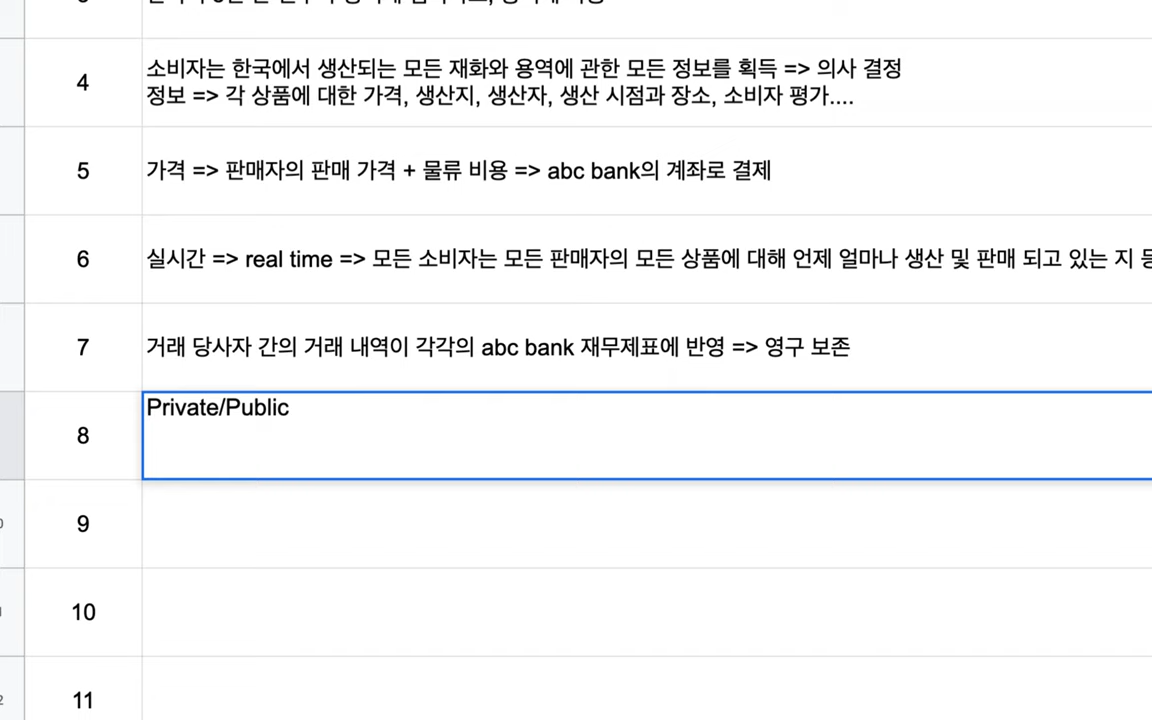 4
소비자는 한국에서 생산되는 모든 재화와 용역에 관한 모든 정보를 획득 => 의사 결정
정보 => 각 상품에 대한 가격, 생산지, 생산자, 생산 시점과 장소, 소비자 평가....
5
가격 => 판매자의 판매 가격 + 물류 비용 => abc bank의 계좌로 결제
6
실시간 => real time => 모든 소비자는 모든 판매자의 모든 상품에 대해 언제 얼마나 생산 및 판매 되고 있는 지
7
거래 당사자 간의 거래 내역이 각각의 abc bank 재무제표에 반영 => 영구 보존
8
Private/Public
9
10
11